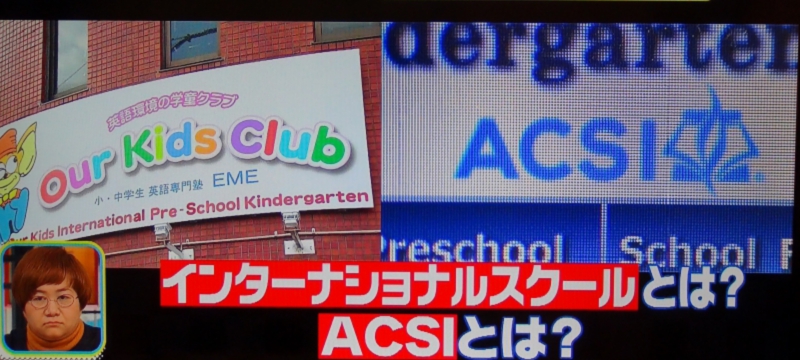 英語環境の学童クラブ
Our Kids Club
小・中学生 英語専門塾 EME
ur Kids International Pre-School Kindergarten
dergarten
ACSI
Preschool
School
インターナショナルスクールとは?
ACSIとは?